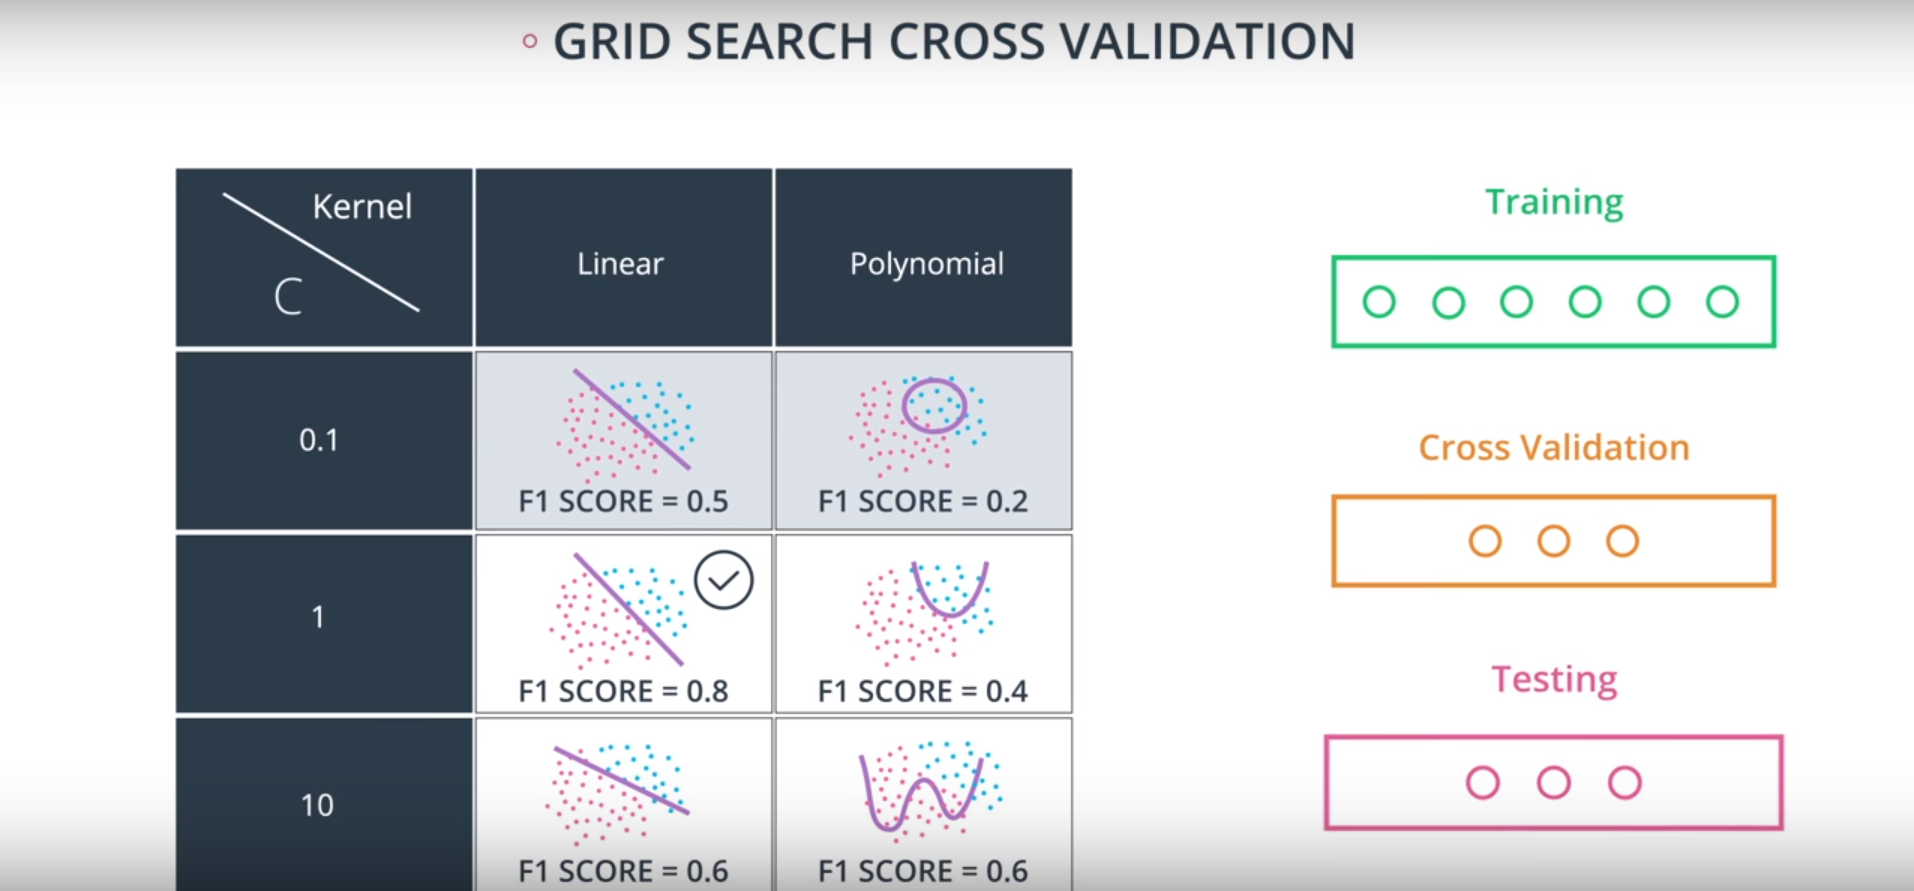 GRID SEARCH CROSS VALIDATION
Kernel
C
Linear
Polynomial
0.1
F1 SCORE = 0.5
F1 SCORE = 0.2
1
F1 SCORE = 0.8
F1 SCORE = 0.4
10
F1 SCORE = 0.6
F1 SCORE = 0.6
Training
Cross Validation
Testing